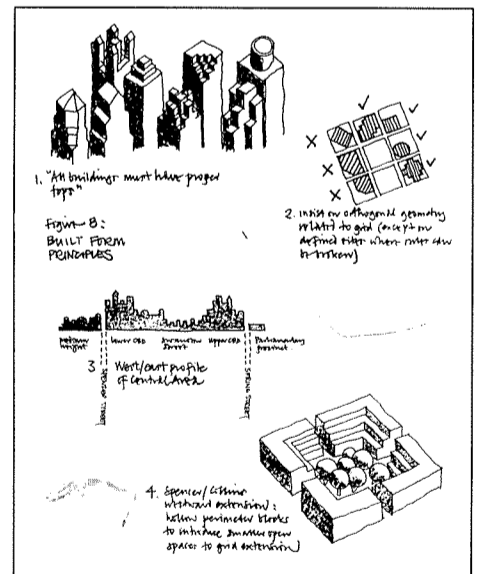 1. "All buildings must have proper
tops"
Figure 8:
BUILT FORM
PRINCIPLES
2. Insist on orthogonal geometry
related to grid (except on
defined sites where rules can
be broken)
medium
height
lower CBD
Swanston
Street
upper CBD
Parliamentary
precinct
3 West/east profile
of Central Area
SPENCER STREET
SPRING STREET
4. Spencer/Collins
westward extension:
hollow perimeter blocks
to introduce smaller open
spaces to grid extension)